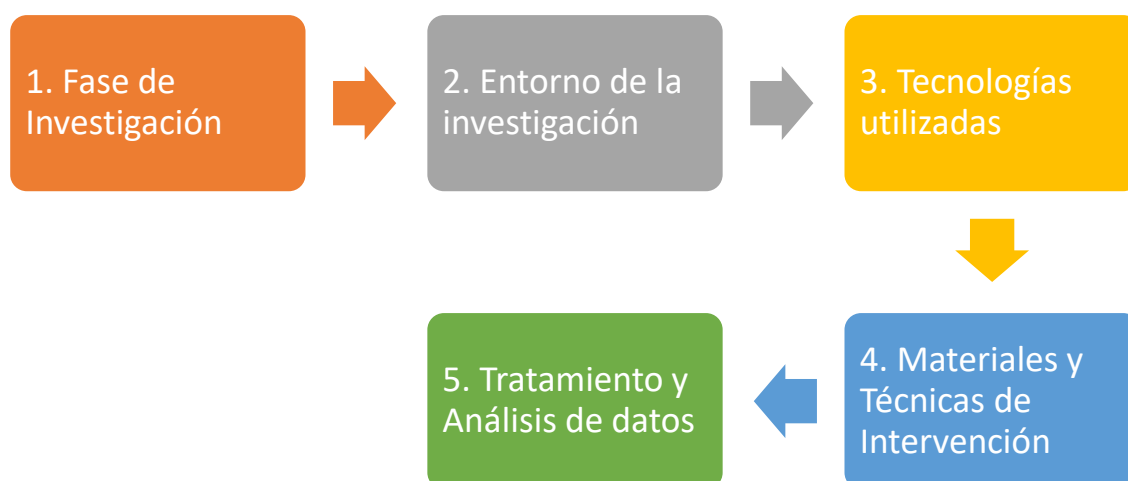 1. Fase de
Investigación
2. Entorno de la
investigación
3. Tecnologías
utilizadas
4. Materiales y
Técnicas de
Intervención
5. Tratamiento y
Análisis de datos